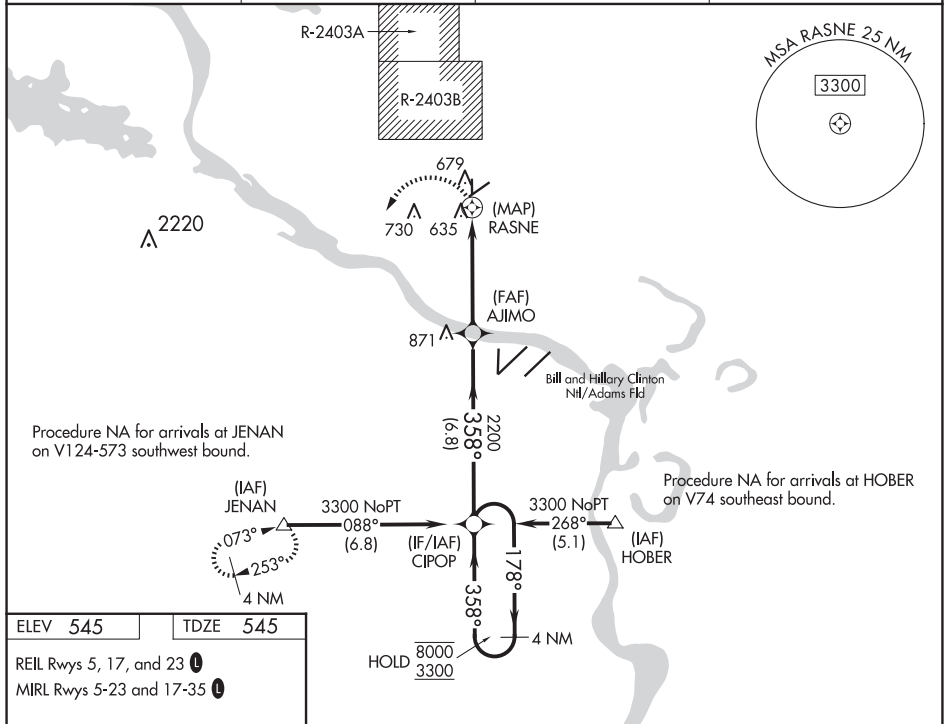 R-2403A
R-2403B
MSA RASNE 25 NM
3300
679
730
635
(MAP)
RASNE
2220
(FAF)
AJIMO
871
Bill and Hillary Clinton
Ntl/Adams Fld
2200
358°
(6.8)
Procedure NA for arrivals at JENAN
on V124-573 southwest bound.
Procedure NA for arrivals at HOBER
on V74 southeast bound.
(IAF)
JENAN
3300 NoPT
088°
(6.8)
(IF/IAF)
CIPOP
3300 NoPT
268°
(5.1)
(IAF)
HOBER
073°
253°
4 NM
178°
358°
4 NM
HOLD
8000
3300
ELEV 545
TDZE 545
REIL Rwys 5, 17, and 23 L
MIRL Rwys 5-23 and 17-35 L